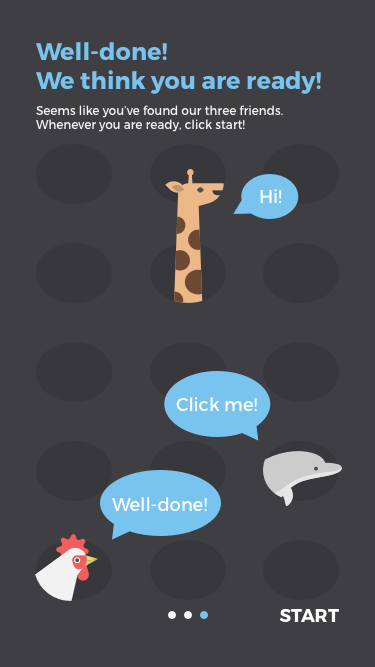 Well-done!
We think you are ready!
Seems like you've found our three friends.
Whenever you are ready, click start!
Hi!
Click me!
Well-done!
START